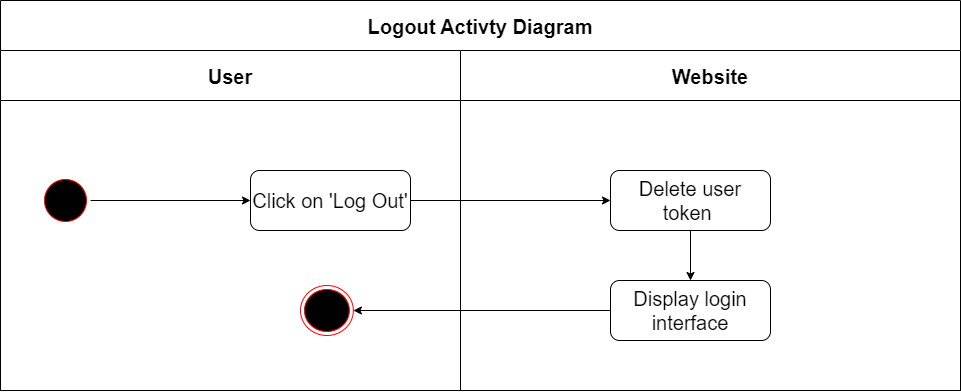 Logout Activty Diagram
User
Website
Click on 'Log Out'
Delete user
token
Display login
interface